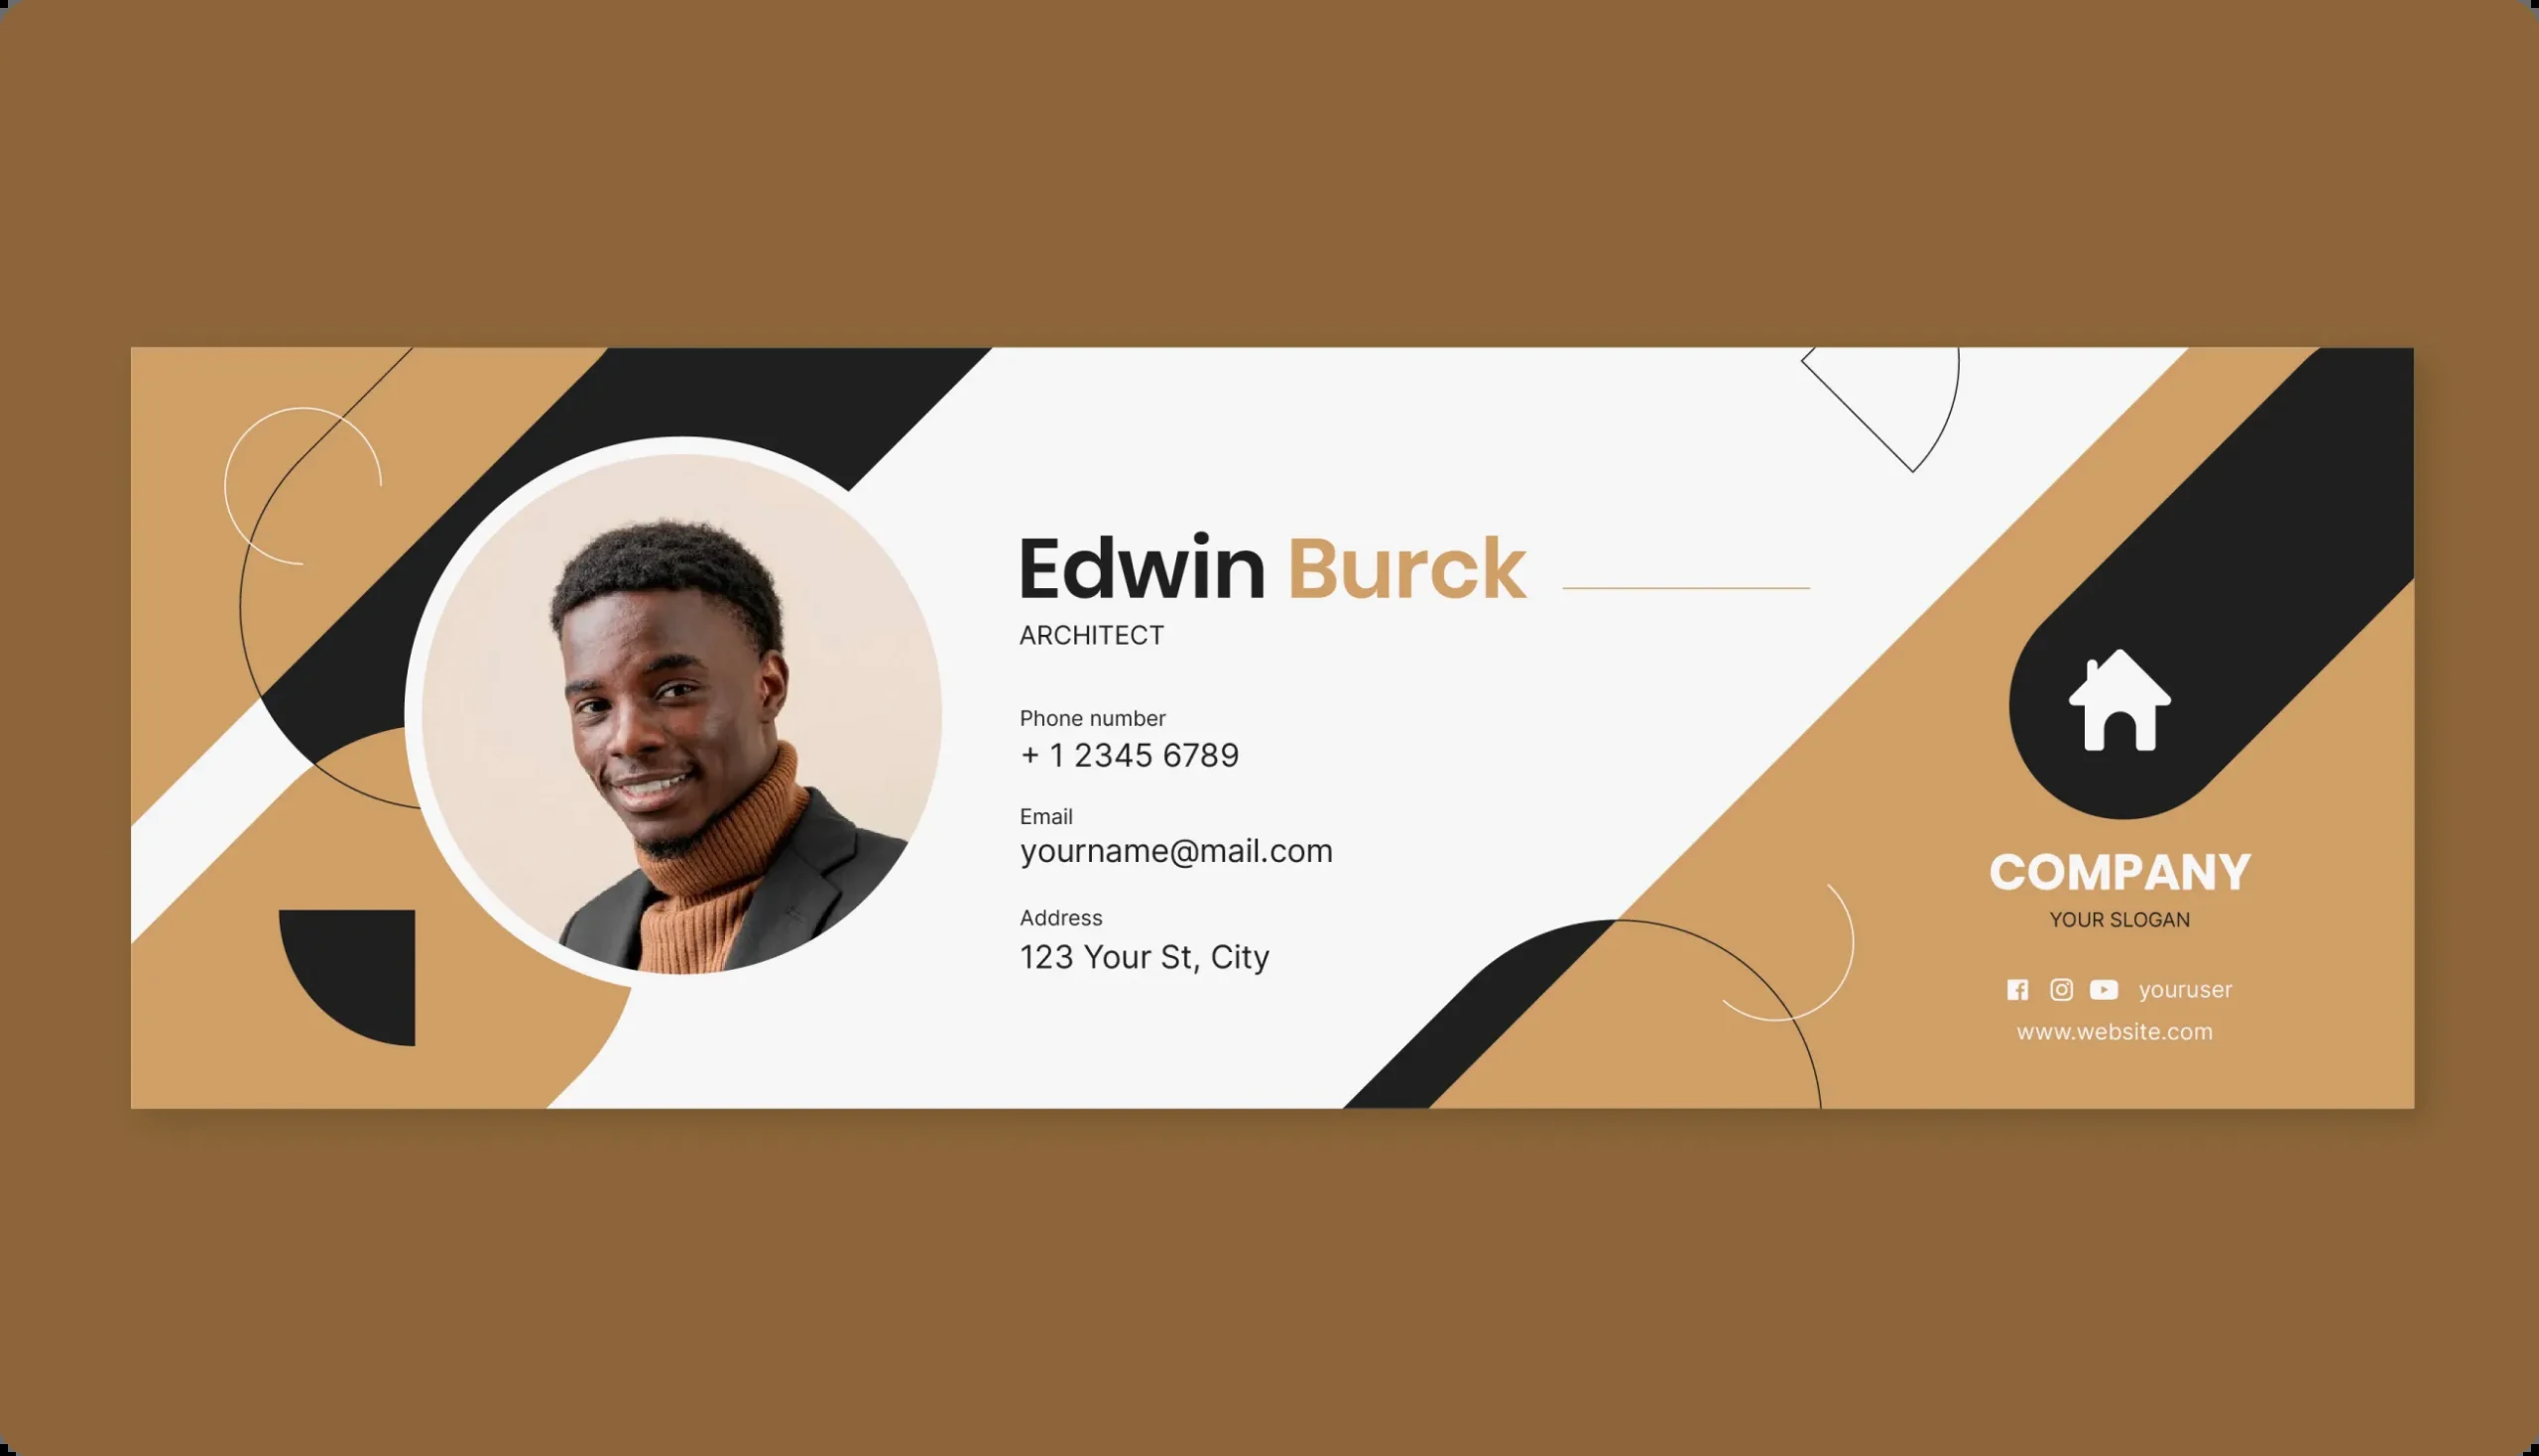 Edwin Burck
ARCHITECT
Phone number
+ 1 2345 6789
Email
yourname@mail.com
Address
123 Your St, City
COMPANY
YOUR SLOGAN
youruser
www.website.com